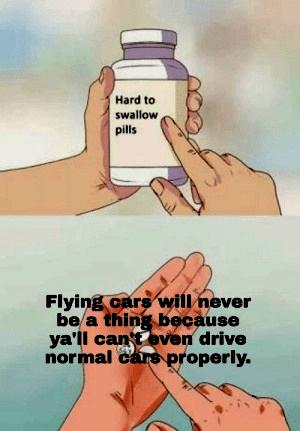 Hard to
swallow
pills
Flying cars will never
be a thing because
ya'll can't even drive
normal cars properly.